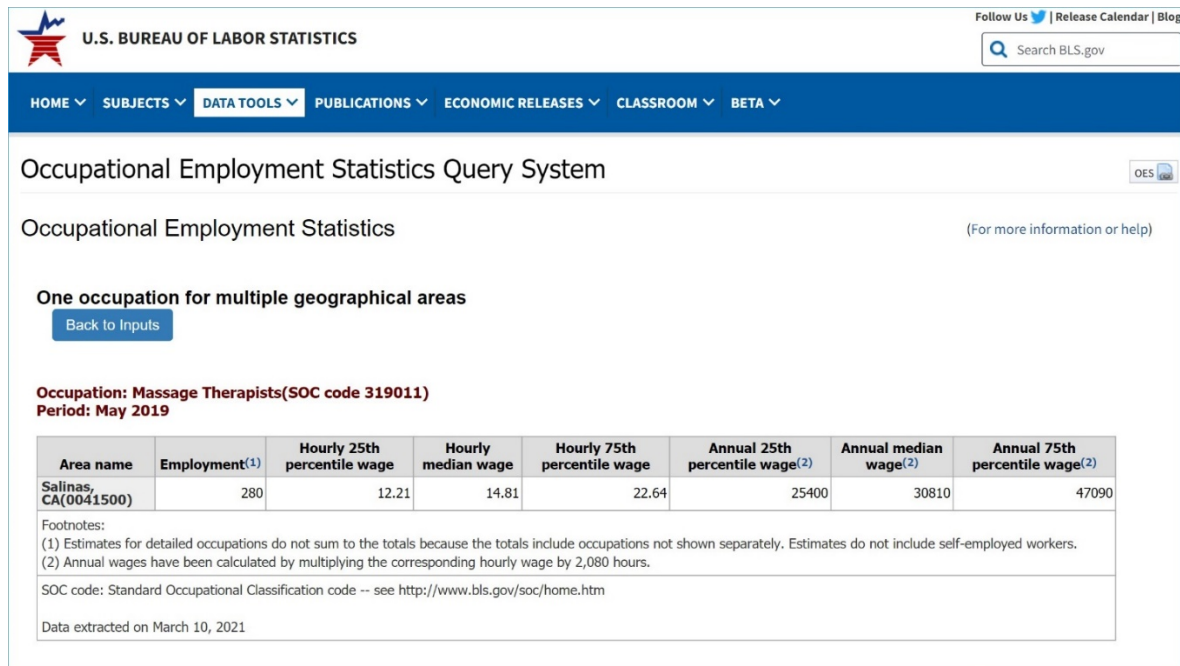 Follow Us | Release Calendar | Blog
U.S. BUREAU OF LABOR STATISTICS
Search BLS.gov
HOME SUBJECTS DATA TOOLS PUBLICATIONS ECONOMIC RELEASES CLASSROOM BETA
Occupational Employment Statistics Query System
OES
Occupational Employment Statistics
(For more information or help)
One occupation for multiple geographical areas
Back to Inputs
Occupation: Massage Therapists(SOC code 319011)
Period: May 2019
Area name Employment(1) Hourly 25th percentile wage Hourly median wage Hourly 75th percentile wage Annual 25th percentile wage(2) Annual median wage(2) Annual 75th percentile wage(2)
Salinas, CA(0041500) 280 12.21 14.81 22.64 25400 30810 47090
Footnotes:
(1) Estimates for detailed occupations do not sum to the totals because the totals include occupations not shown separately. Estimates do not include self-employed workers.
(2) Annual wages have been calculated by multiplying the corresponding hourly wage by 2,080 hours.
SOC code: Standard Occupational Classification code -- see http://www.bls.gov/soc/home.htm
Data extracted on March 10, 2021